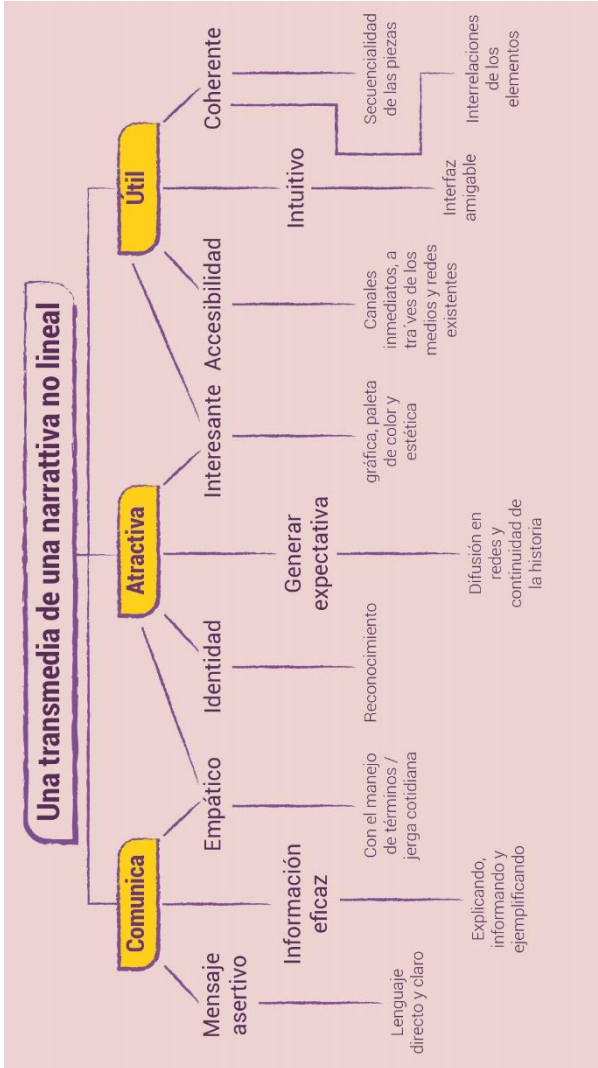 Una transmedia de una narrattiva no lineal
Comunica
Atractiva
Útil
Mensaje
asertivo
Información
eficaz
Empático
Identidad
Generar
expectativa
Interesante
Accesibilidad
Intuitivo
Coherente
Lenguaje
directo y claro
Explicando,
informando y
ejemplificando
Con el manejo
de términos /
jerga cotidiana
Reconocimiento
Difusión en
redes y
continuidad de
la historia
gráfica, paleta
de color y
estética
Canales
inmediatos, a
tra ́ves de los
medios y redes
existentes
Interfaz
amigable
Secuencialidad
de las piezas
Interrelaciones
de los
elementos